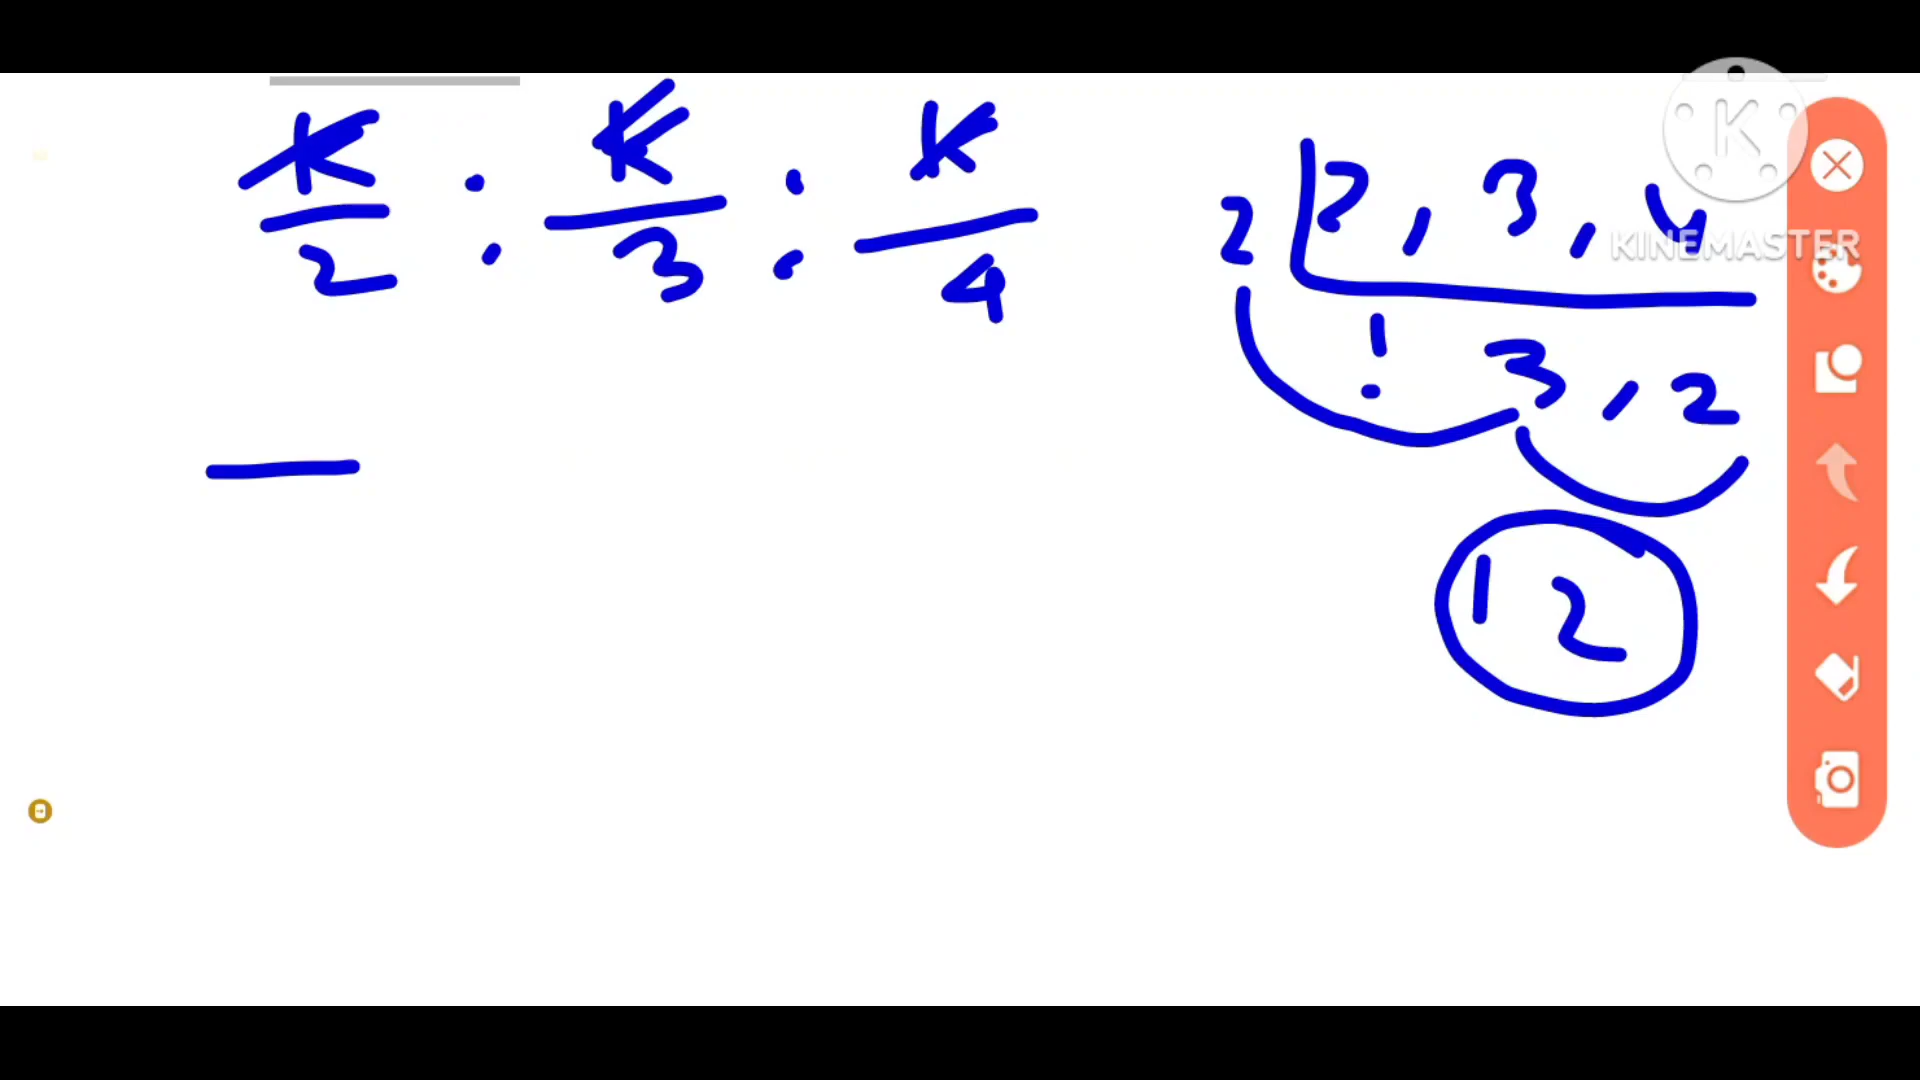 K/2 : K/3 : K/4
2 | 2, 3, 4
1. 3, 2
12
K
KINEMASTER